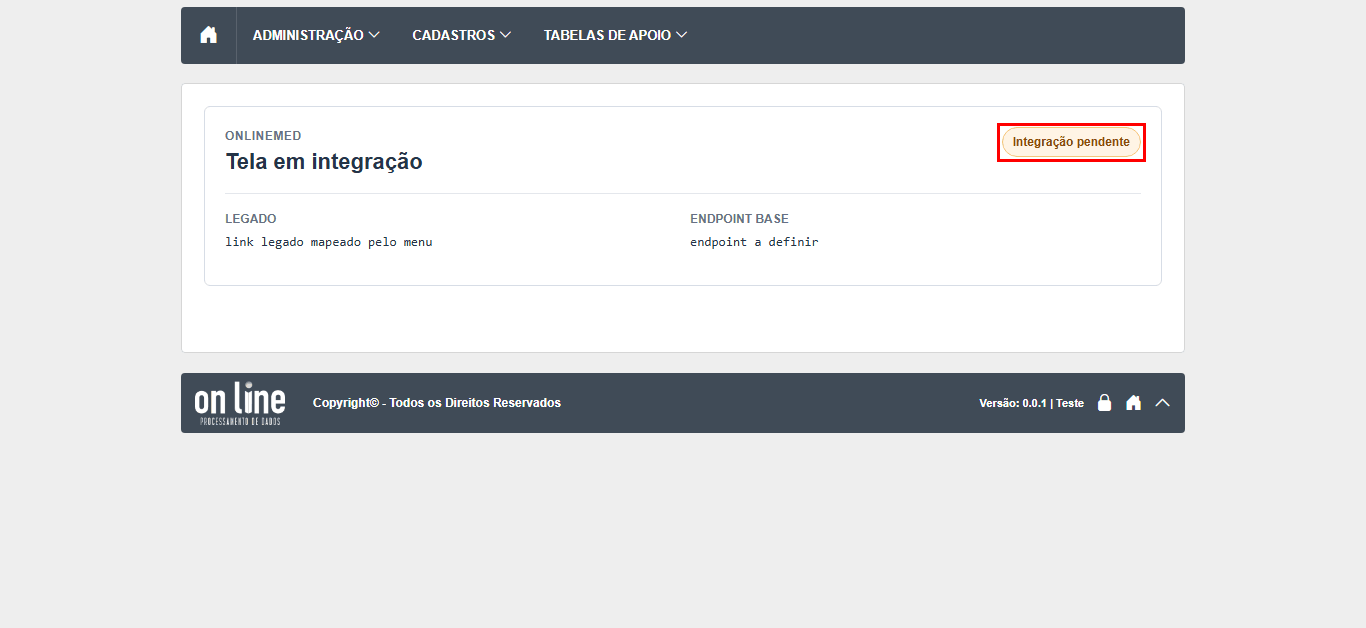 ADMINISTRAÇÃO CADASTROS TABELAS DE APOIO
ONLINEMED
Integração pendente
Tela em integração
LEGADO
link legado mapeado pelo menu
ENDPOINT BASE
endpoint a definir
on line
PROCESSAMENTO DE DADOS
Copyright© - Todos os Direitos Reservados
Versão: 0.0.1 | Teste